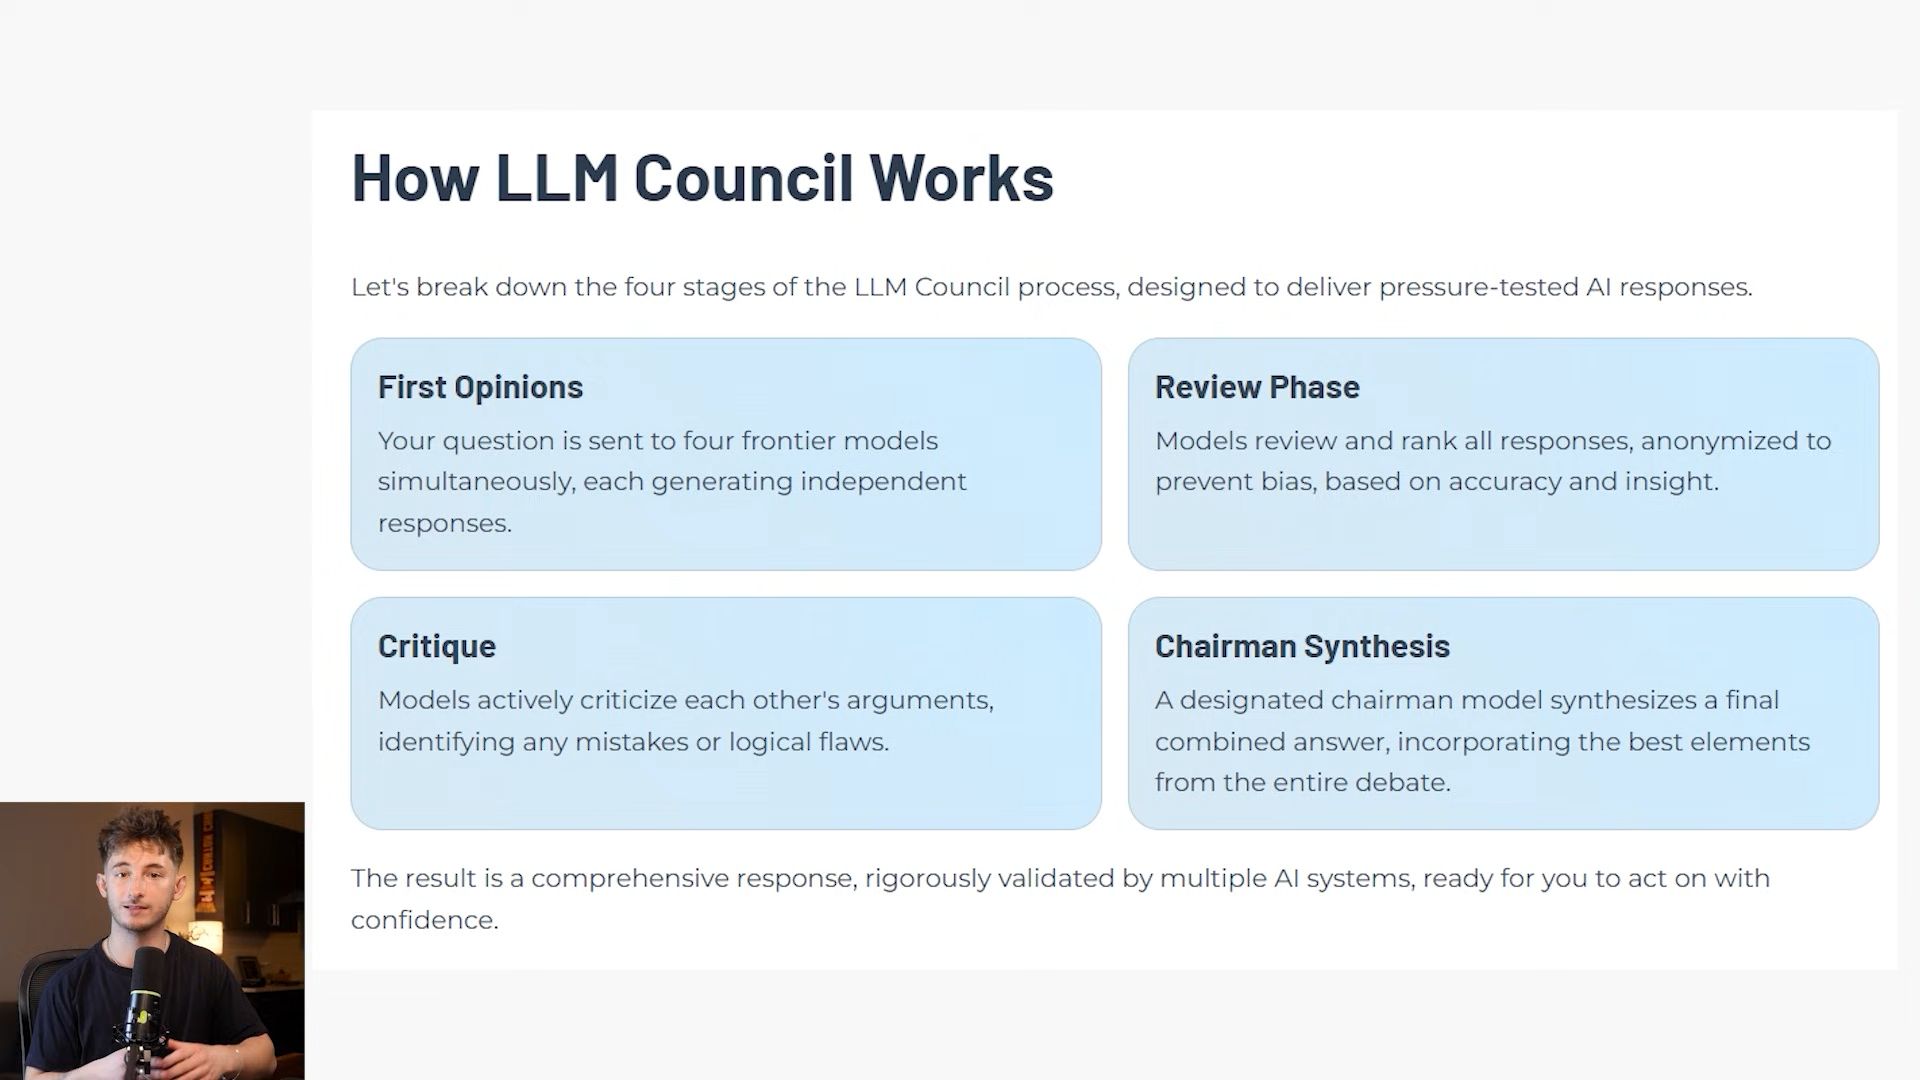 How LLM Council Works
Let's break down the four stages of the LLM Council process, designed to deliver pressure-tested AI responses.
First Opinions
Your question is sent to four frontier models
simultaneously, each generating independent
responses.
Review Phase
Models review and rank all responses, anonymized to
prevent bias, based on accuracy and insight.
Critique
Models actively criticize each other's arguments,
identifying any mistakes or logical flaws.
Chairman Synthesis
A designated chairman model synthesizes a final
combined answer, incorporating the best elements
from the entire debate.
The result is a comprehensive response, rigorously validated by multiple AI systems, ready for you to act on with
confidence.